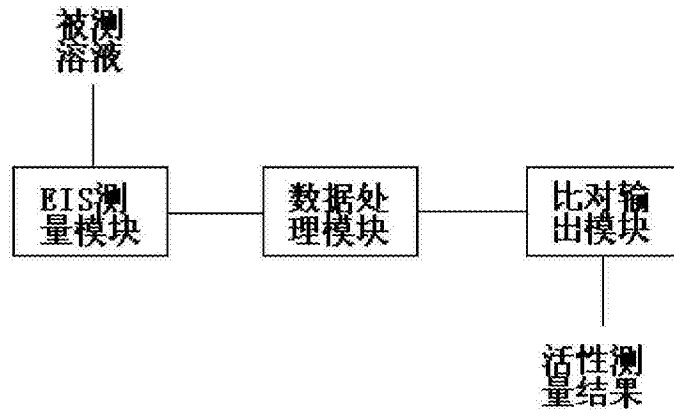 被测
溶液
EIS测
量模块
数据处
理模块
比对输
出模块
活性测
量结果